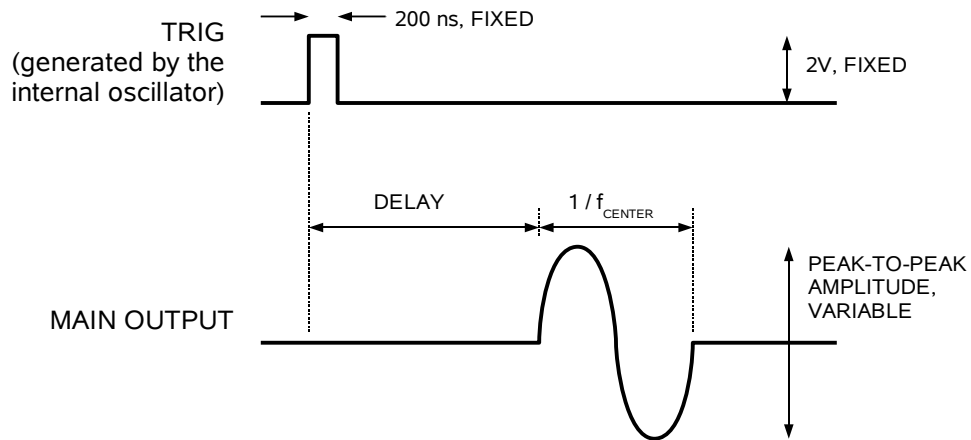 200 ns, FIXED
TRIG
(generated by the
internal oscillator)
2V, FIXED
DELAY
1 / fCENTER
PEAK-TO-PEAK
AMPLITUDE,
VARIABLE
MAIN OUTPUT